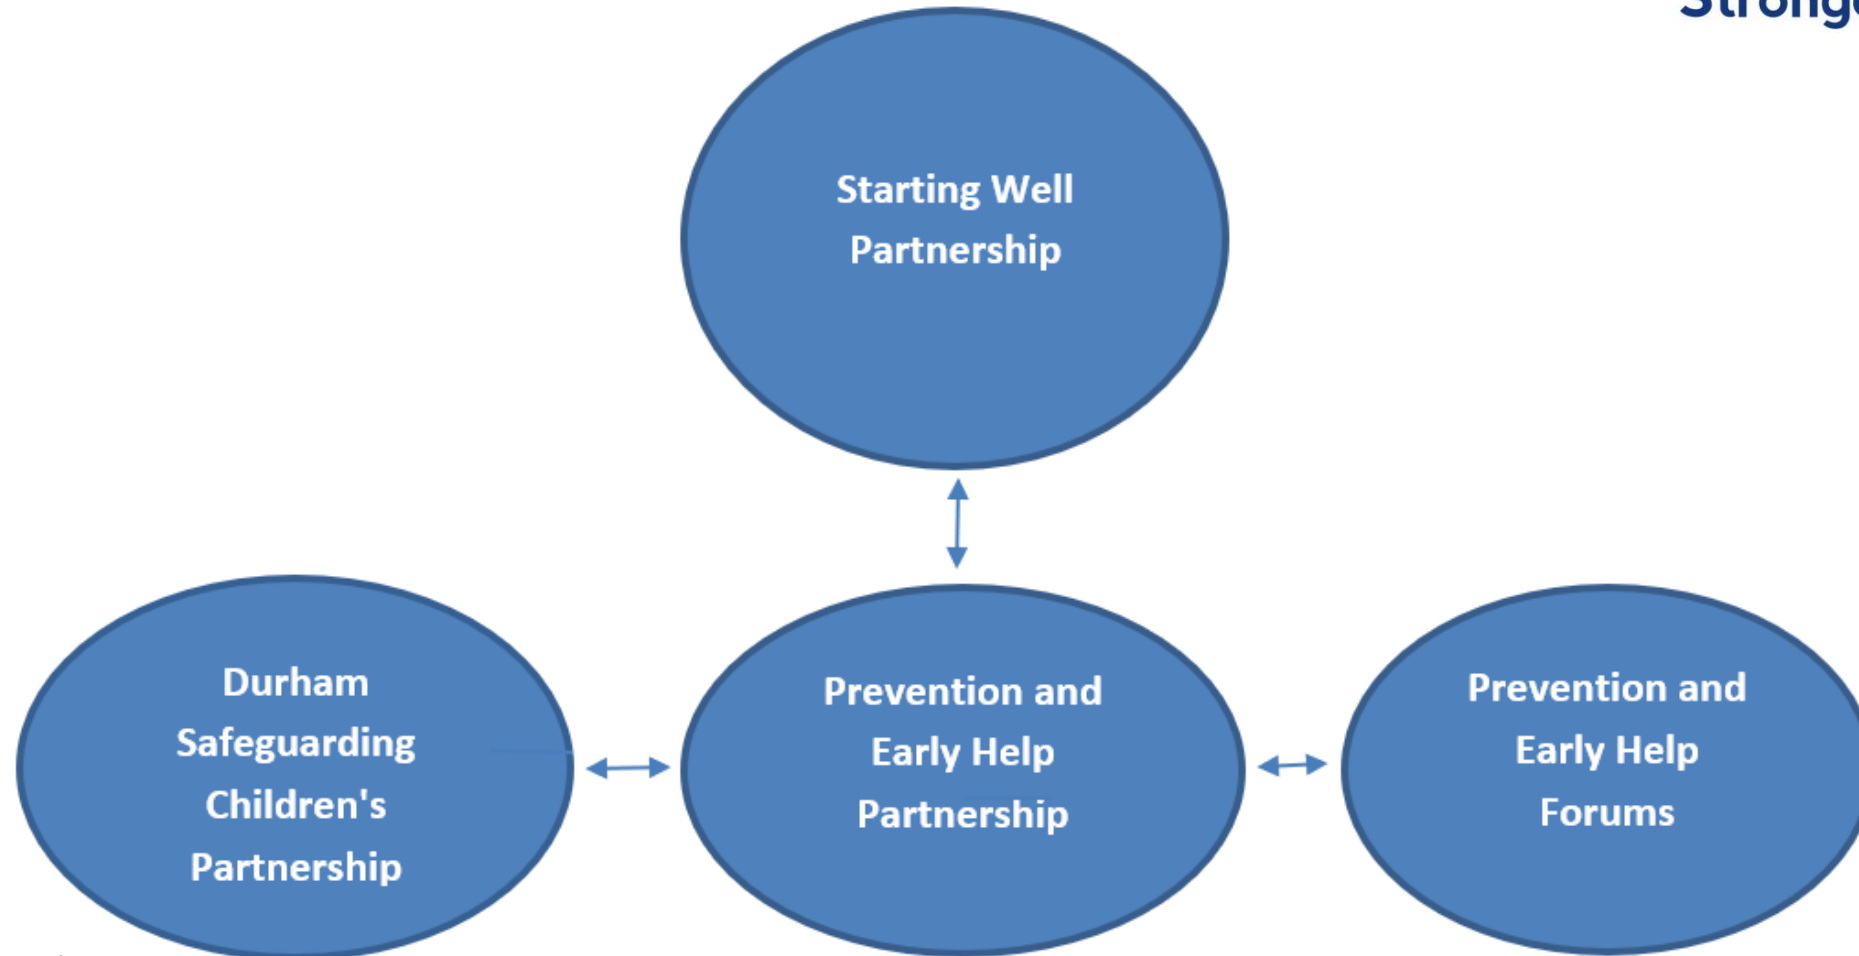 Starting Well
Partnership
Durham
Safeguarding
Children's
Partnership
Prevention and
Early Help
Partnership
Prevention and
Early Help
Forums